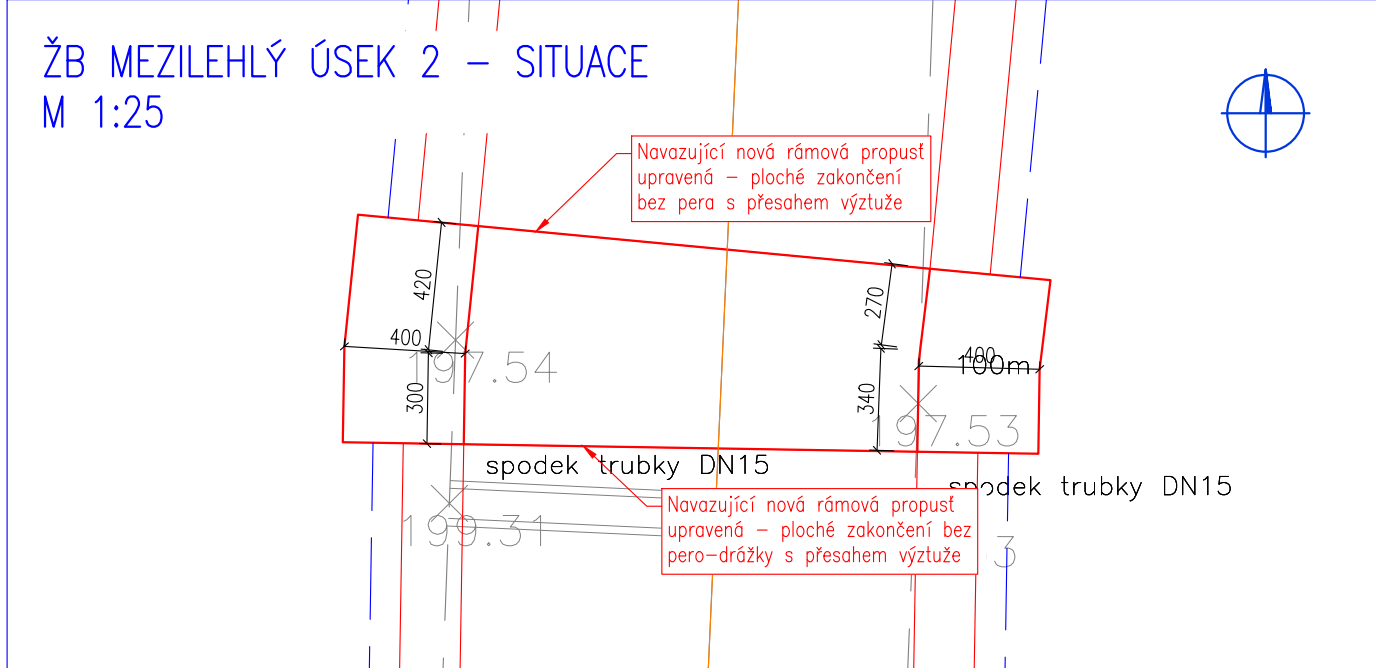 ŽB MEZILEHLÝ ÚSEK 2 – SITUACE
M 1:25
Navazující nová rámová propusť
upravená – ploché zakončení
bez pera s přesahem výztuže
420
270
400
197.54
400
100m
300
340
197.53
spodek trubky DN15
spodek trubky DN15
Navazující nová rámová propusť
upravená – ploché zakončení bez
pero-drážky s přesahem výztuže
199.31
3